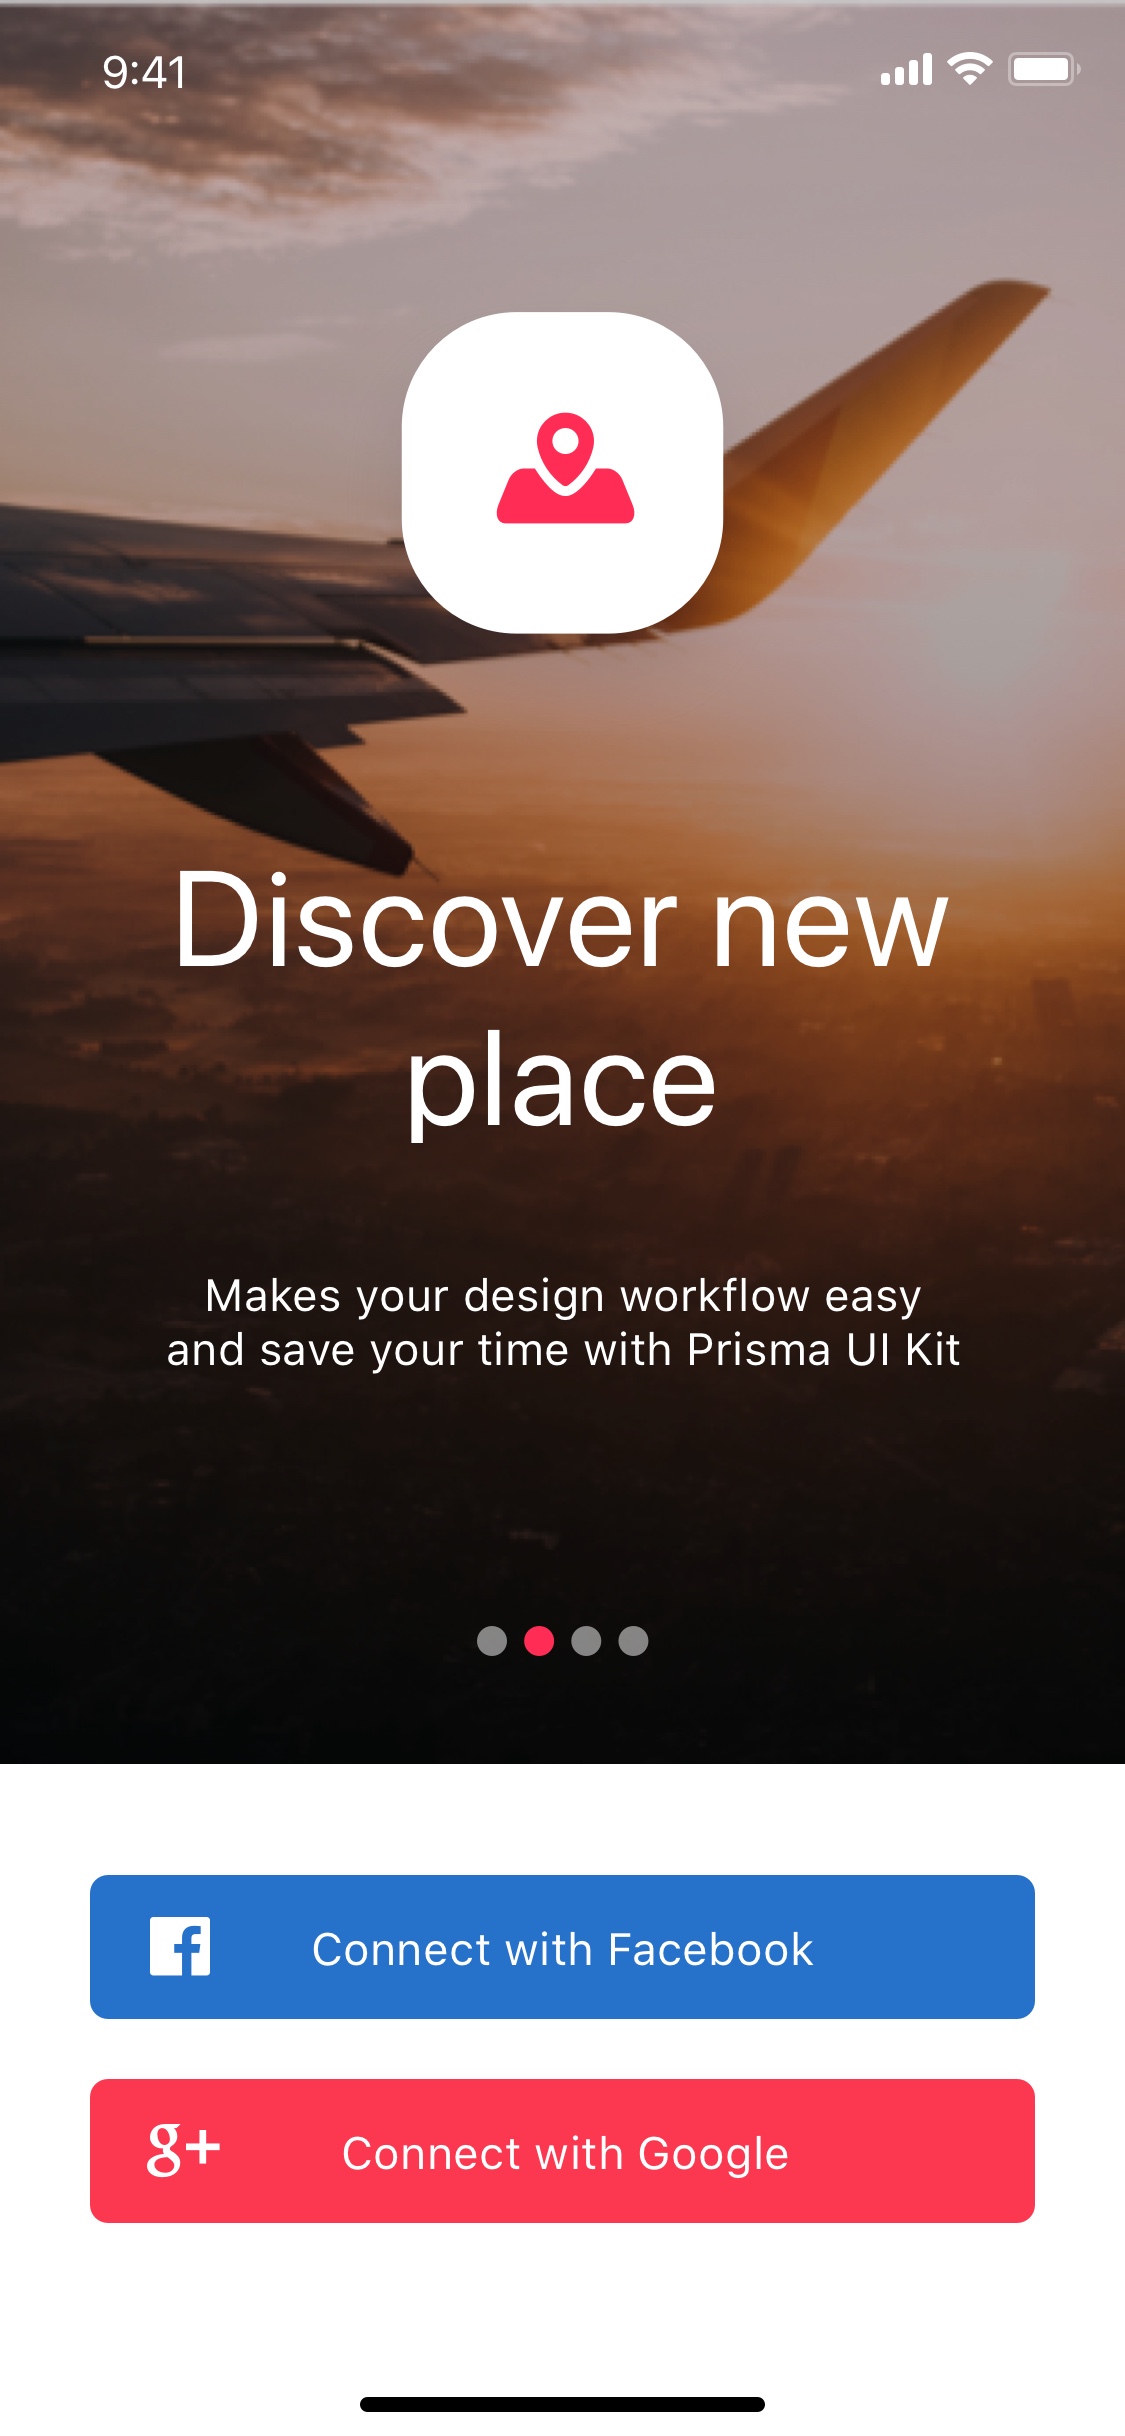 9:41
Discover new
place
Makes your design workflow easy
and save your time with Prisma UI Kit
Connect with Facebook
g+ Connect with Google